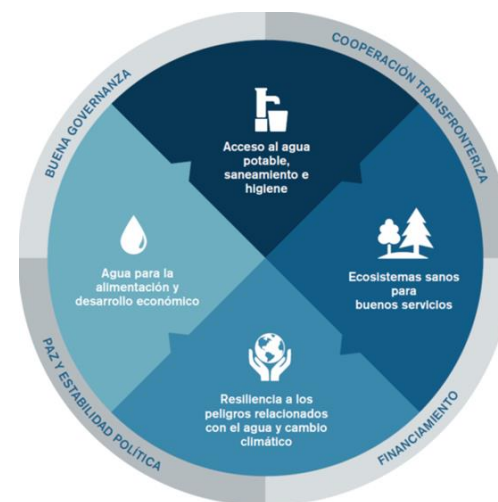 BUENA GOVERNANZA
COOPERACIÓN TRANSFRONTERIZA
Acceso al agua
potable,
saneamiento e
higiene
Agua para la
alimentación y
desarrollo económico
Ecosistemas sanos
para
buenos servicios
Resiliencia a los
peligros relacionados
con el agua y cambio
climático
PAZ Y ESTABILIDAD POLÍTICA
FINANCIAMIENTO